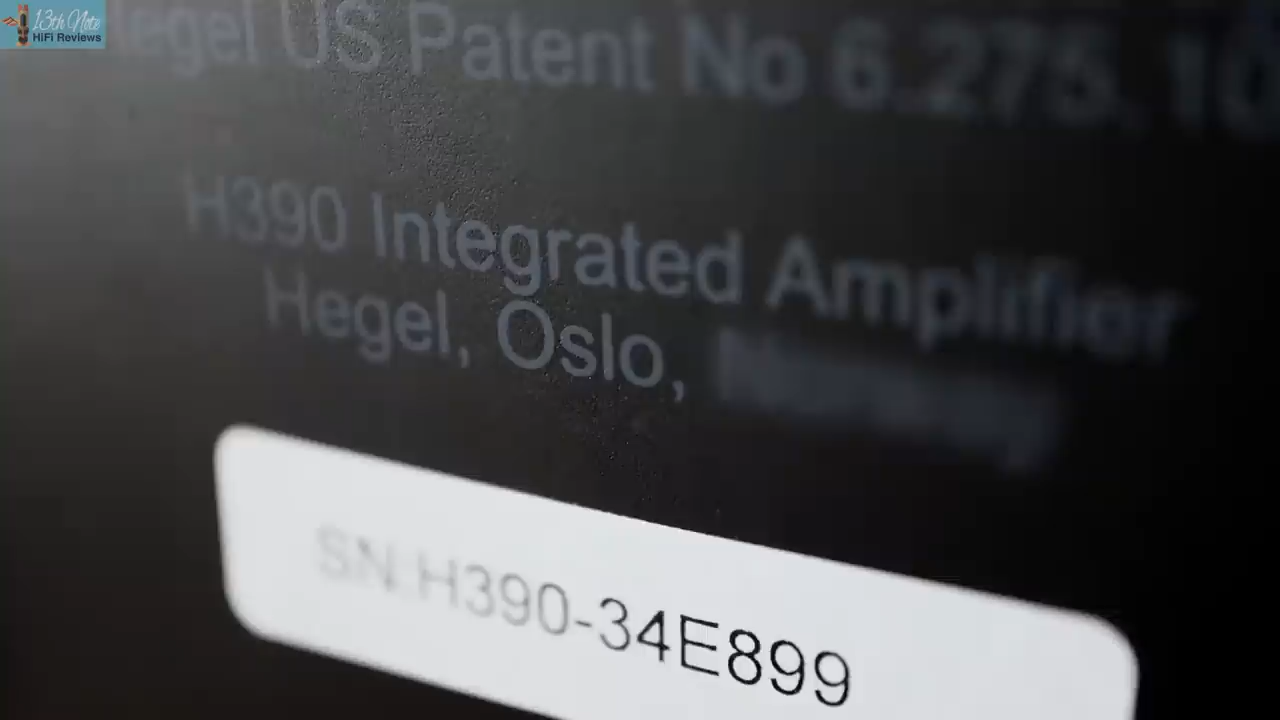 13th Note
HiFi Reviews
Hegel US Patent No 6.275.10
H390 Integrated Amplifier
Hegel, Oslo, Norway
SN:H390-34E899